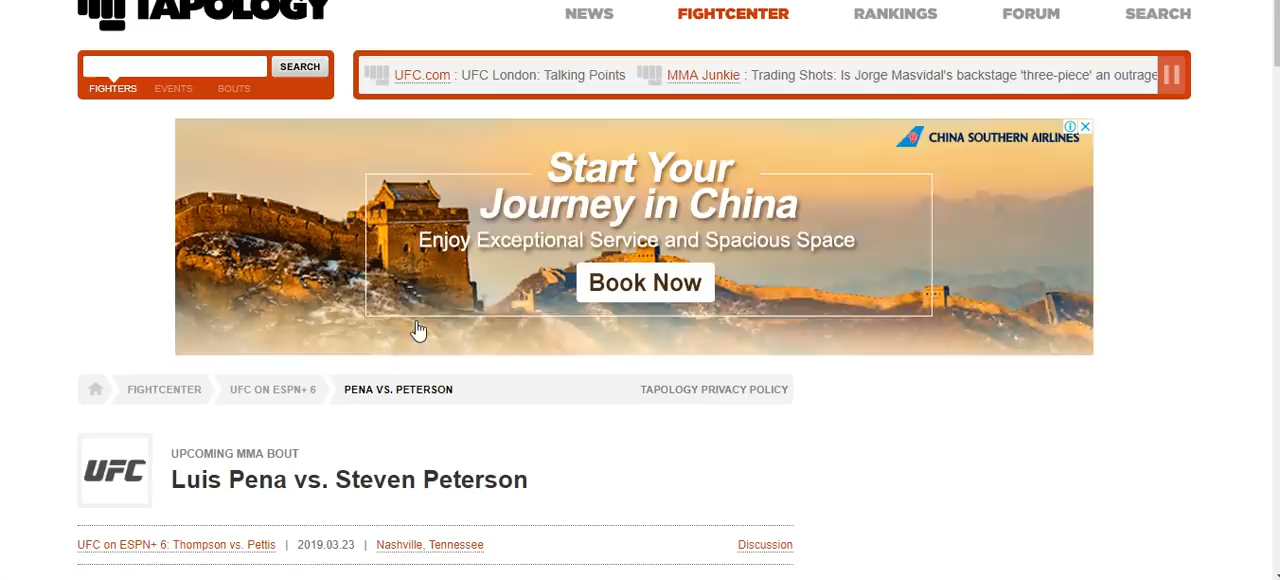 TAPOLOGY
NEWS FIGHTCENTER RANKINGS FORUM SEARCH
SEARCH
UFC.com : UFC London: Talking Points MMA Junkie : Trading Shots: Is Jorge Masvidal's backstage 'three-piece' an outrage
FIGHTERS EVENTS BOUTS
CHINA SOUTHERN AIRLINES
Start Your
Journey in China
Enjoy Exceptional Service and Spacious Space
Book Now
FIGHTCENTER UFC ON ESPN+ 6 PENA VS. PETERSON TAPOLOGY PRIVACY POLICY
UFC
UPCOMING MMA BOUT
Luis Pena vs. Steven Peterson
UFC on ESPN+ 6: Thompson vs. Pettis | 2019.03.23 | Nashville, Tennessee Discussion